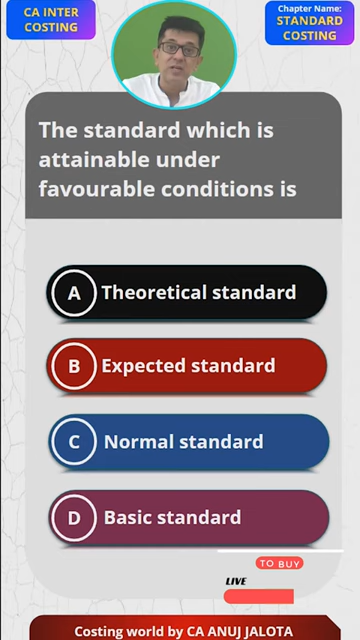 CA INTER
COSTING
Chapter Name:
STANDARD
COSTING
The standard which is
attainable under
favourable conditions is
A Theoretical standard
B Expected standard
C Normal standard
D Basic standard
TO BUY
LIVE
Costing world by CA ANUJ JALOTA